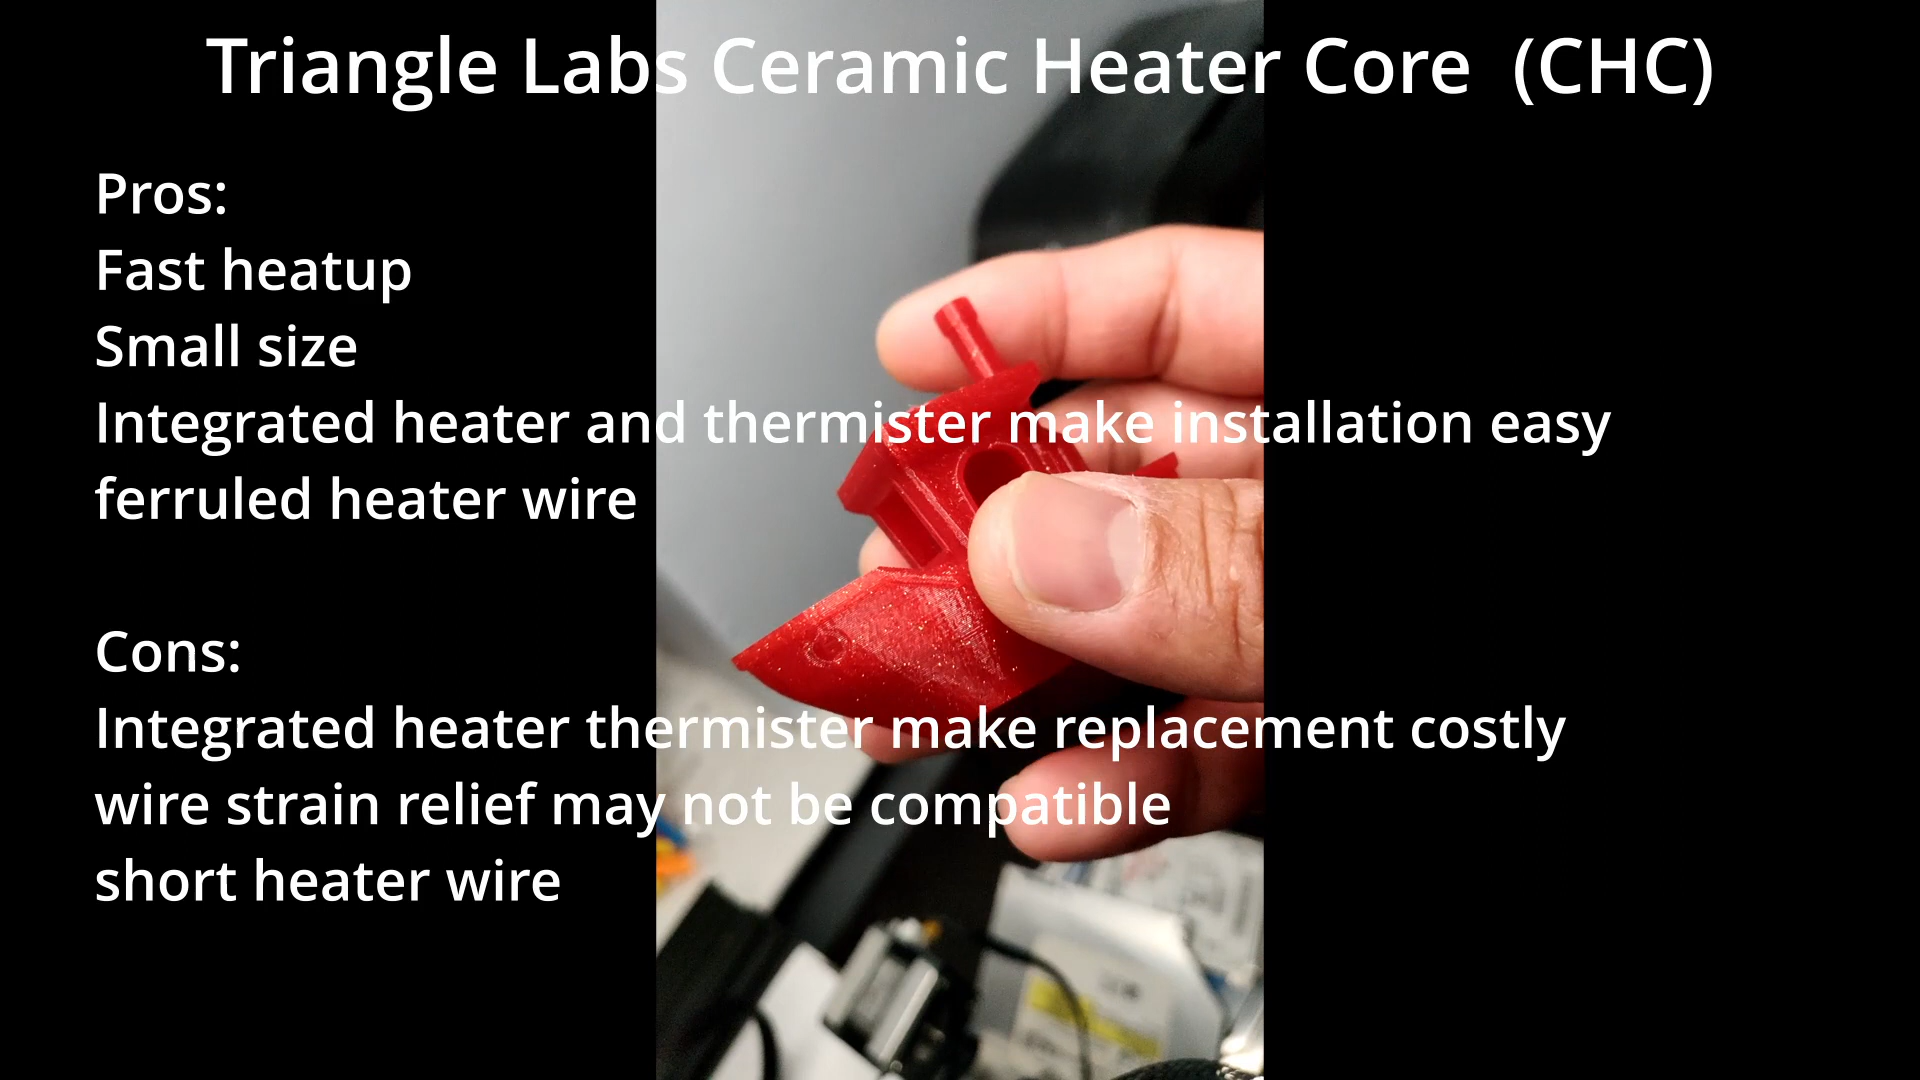 Triangle Labs Ceramic Heater Core  (CHC)
Pros:
Fast heatup
Small size
Integrated heater and thermister make installation easy
ferruled heater wire
Cons:
Integrated heater thermister make replacement costly
wire strain relief may not be compatible
short heater wire